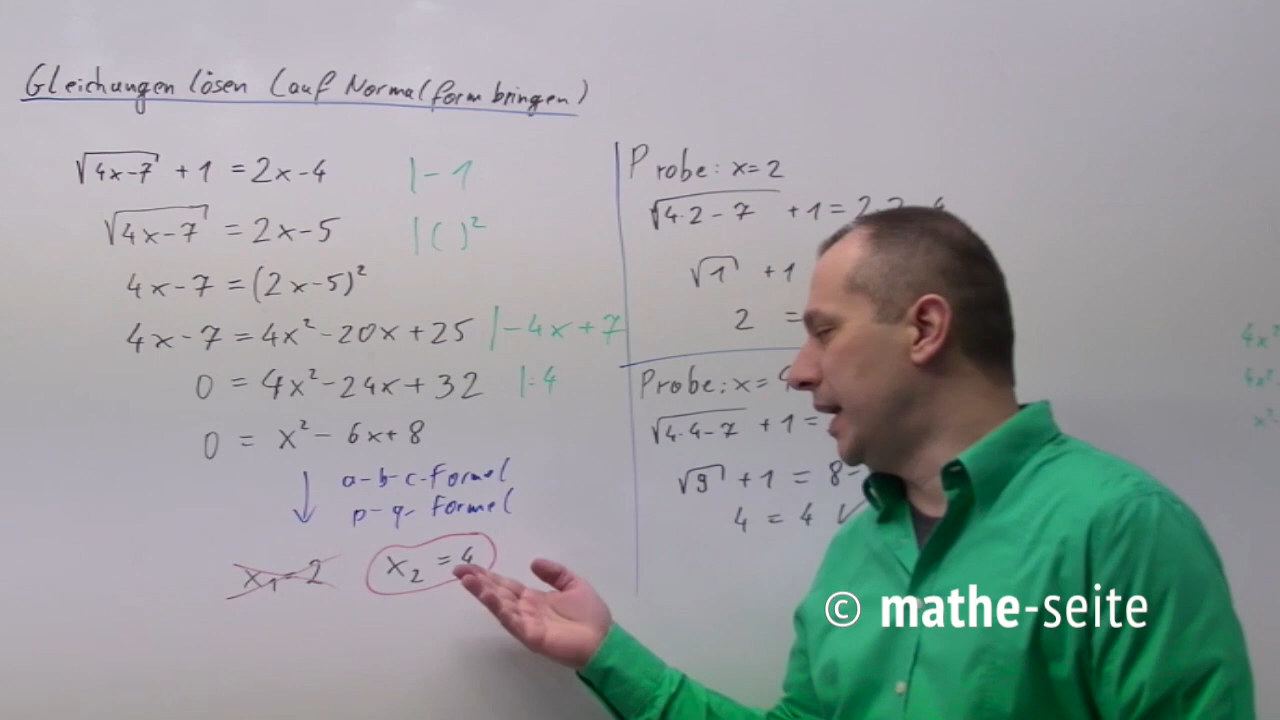 Gleichungen lösen (auf Normalform bringen)
√(4x-7) + 1 = 2x-4 |-1
√(4x-7) = 2x-5 |( )²
4x-7 = (2x-5)²
4x-7 = 4x²-20x+25 |-4x+7
0 = 4x²-24x+32 |:4
0 = x²-6x+8
a-b-c-Formel
p-q-Formel
x₁=2 x₂=4
Probe: x=2
√(4·2-7) +1 = 2·2-4
√1 +1
2 =
Probe: x=
√(4·4-7) +1 =
√9 +1 = 8-
4 = 4 ✓
4x²
4x²
x²
© mathe-seite